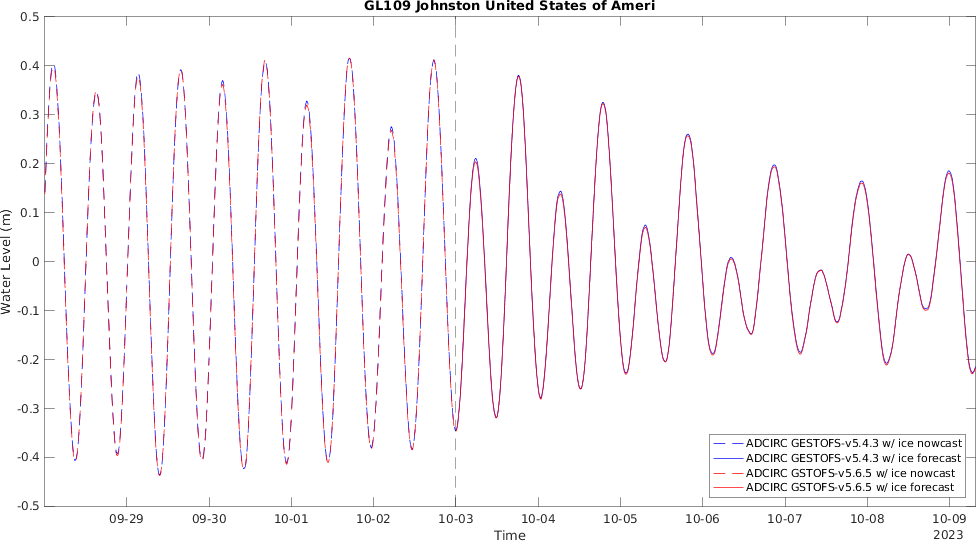 GL109 Johnston United States of Ameri
0.5
0.4
0.3
0.2
0.1
0
-0.1
-0.2
-0.3
-0.4
-0.5
Water Level (m)
ADCIRC GESTOFS-v5.4.3 w/ ice nowcast
ADCIRC GESTOFS-v5.4.3 w/ ice forecast
ADCIRC GSTOFS-v5.6.5 w/ ice nowcast
ADCIRC GSTOFS-v5.6.5 w/ ice forecast
09-29 09-30 10-01 10-02 10-03 10-04 10-05 10-06 10-07 10-08 10-09
Time 2023